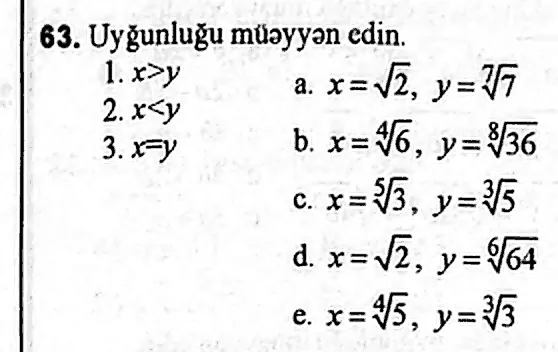 63. Uyğunluğu müəyyən edin.
1. x>y
2. x<y
3. x=y
a. x=√2, y=⁷√7
b. x=⁴√6, y=⁸√36
c. x=⁵√3, y=³√5
d. x=√2, y=⁶√64
e. x=⁴√5, y=³√3